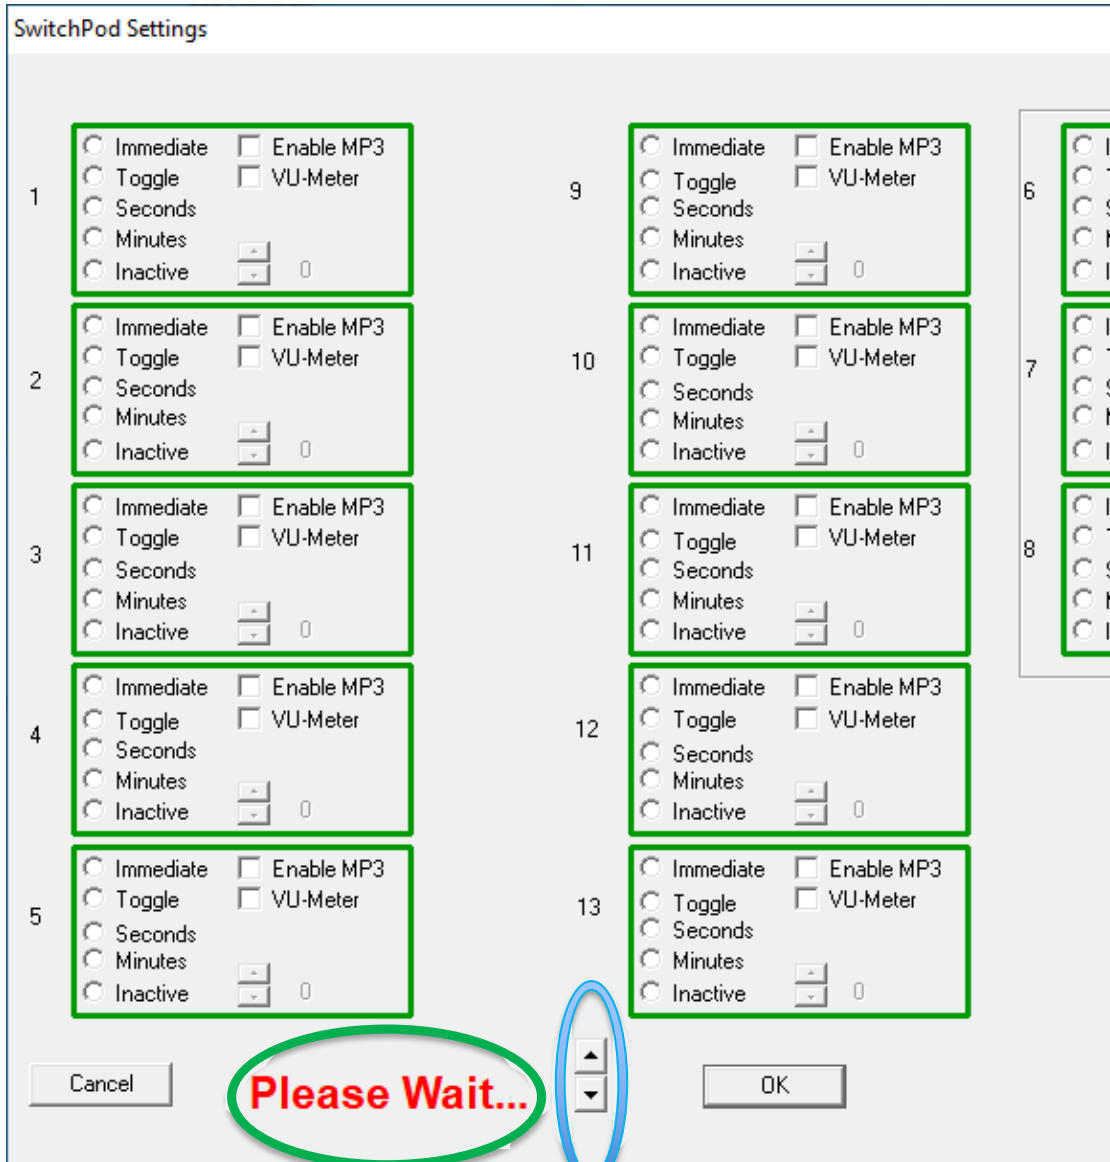 SwitchPod Settings
1
Immediate
Enable MP3
Toggle
VU-Meter
Seconds
Minutes
Inactive
0
2
Immediate
Enable MP3
Toggle
VU-Meter
Seconds
Minutes
Inactive
0
3
Immediate
Enable MP3
Toggle
VU-Meter
Seconds
Minutes
Inactive
0
4
Immediate
Enable MP3
Toggle
VU-Meter
Seconds
Minutes
Inactive
0
5
Immediate
Enable MP3
Toggle
VU-Meter
Seconds
Minutes
Inactive
0
9
Immediate
Enable MP3
Toggle
VU-Meter
Seconds
Minutes
Inactive
0
10
Immediate
Enable MP3
Toggle
VU-Meter
Seconds
Minutes
Inactive
0
11
Immediate
Enable MP3
Toggle
VU-Meter
Seconds
Minutes
Inactive
0
12
Immediate
Enable MP3
Toggle
VU-Meter
Seconds
Minutes
Inactive
0
13
Immediate
Enable MP3
Toggle
VU-Meter
Seconds
Minutes
Inactive
0
6
7
8
Cancel
Please Wait...
OK